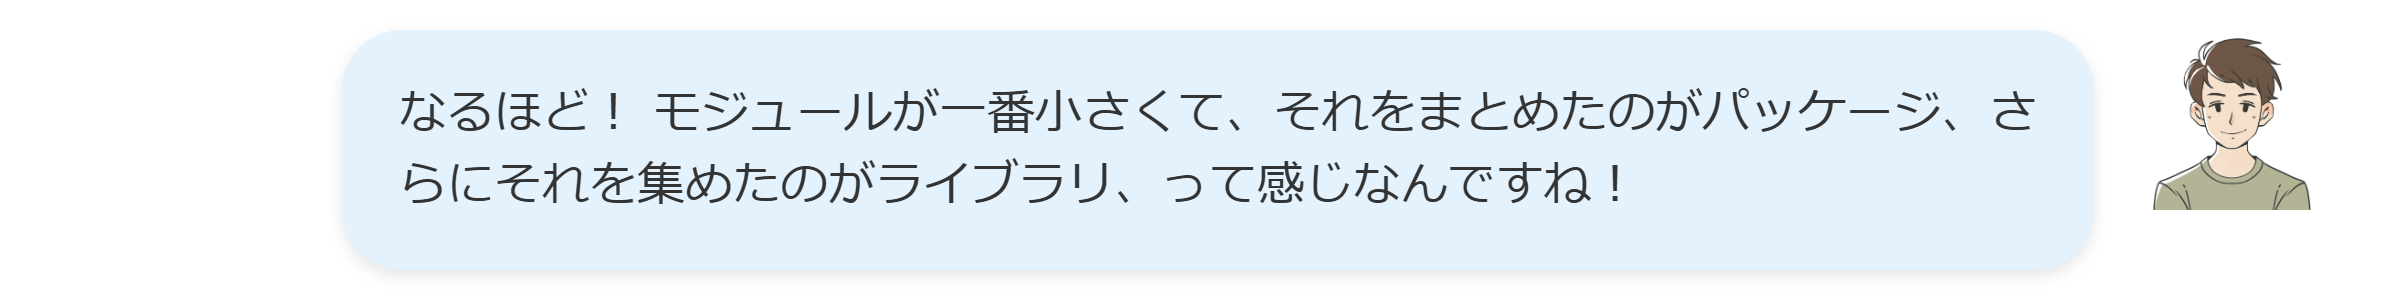 なるほど！ モジュールが一番小さくて、それをまとめたのがパッケージ、さ
らにそれを集めたのがライブラリ、って感じなんですね！